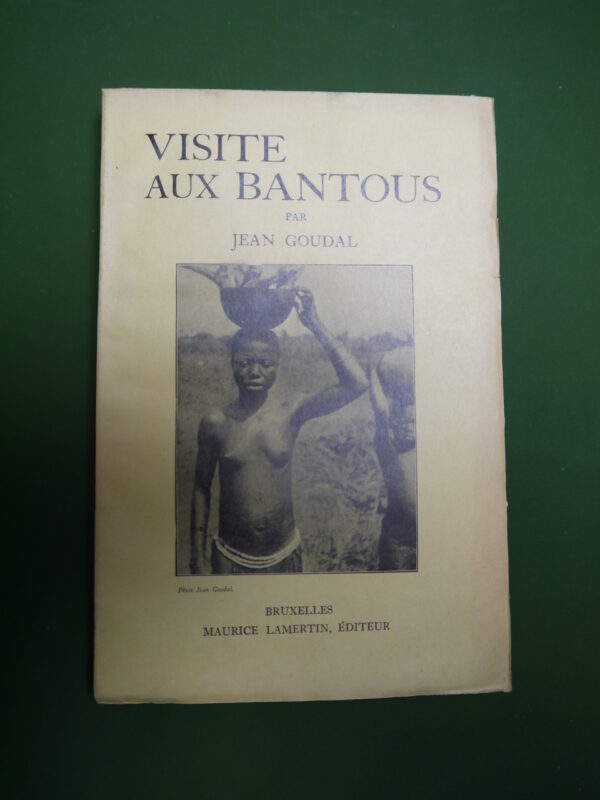 VISITE
AUX BANTOUS
PAR
JEAN GOUDAL
Photo Jean Goudal.
BRUXELLES
MAURICE LAMERTIN, ÉDITEUR